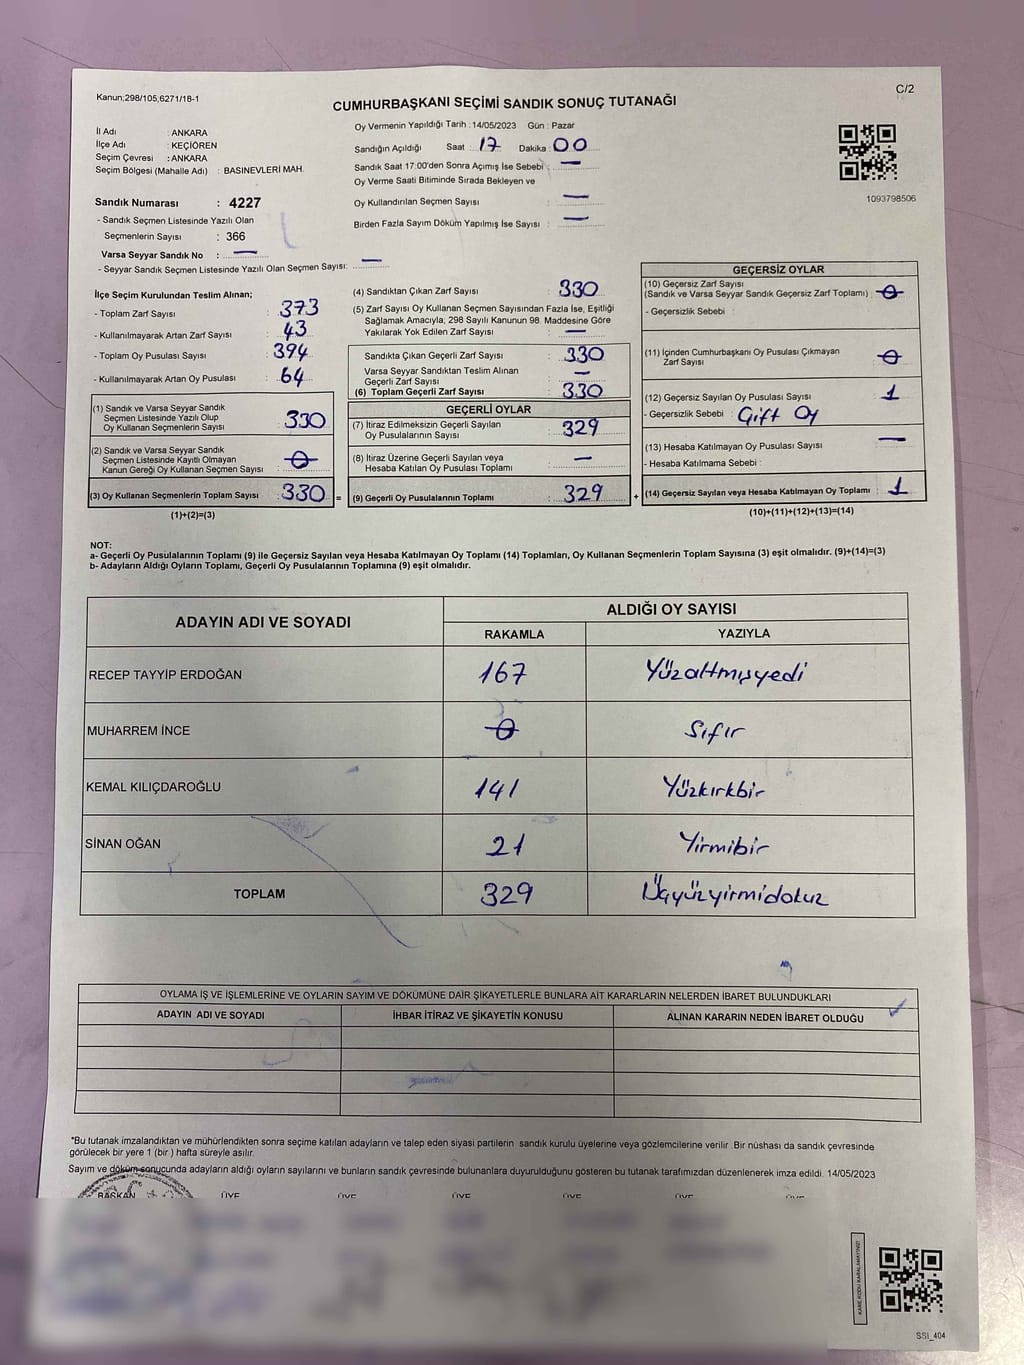 Kanun;298/105,6271/18-1
C/2
CUMHURBAŞKANI SEÇİMİ SANDIK SONUÇ TUTANAĞI
İl Adı : ANKARA
İlçe Adı : KEÇİÖREN
Seçim Çevresi : ANKARA
Seçim Bölgesi (Mahalle Adı) : BASINEVLERİ MAH.
Oy Vermenin Yapıldığı Tarih : 14/05/2023 Gün : Pazar
Sandığın Açıldığı Saat : 17 Dakika : 00
Sandık Saat 17:00'den Sonra Açımış İse Sebebi : —
Oy Verme Saati Bitiminde Sırada Bekleyen ve
Oy Kullandırılan Seçmen Sayısı : —
Birden Fazla Sayım Döküm Yapılmış İse Sayısı : —
1093798506
Sandık Numarası : 4227
- Sandık Seçmen Listesinde Yazılı Olan
Seçmenlerin Sayısı : 366
Varsa Seyyar Sandık No : —
- Seyyar Sandık Seçmen Listesinde Yazılı Olan Seçmen Sayısı: —
İlçe Seçim Kurulundan Teslim Alınan;
- Toplam Zarf Sayısı : 373
- Kullanılmayarak Artan Zarf Sayısı : 43
- Toplam Oy Pusulası Sayısı : 394
- Kullanılmayarak Artan Oy Pusulası : 64
(1) Sandık ve Varsa Seyyar Sandık
Seçmen Listesinde Yazılı Olup
Oy Kullanan Seçmenlerin Sayısı : 330
(2) Sandık ve Varsa Seyyar Sandık
Seçmen Listesinde Kayıtlı Olmayan
Kanun Gereği Oy Kullanan Seçmen Sayısı : 0
(3) Oy Kullanan Seçmenlerin Toplam Sayısı : 330 =
(1)+(2)=(3)
(4) Sandıktan Çıkan Zarf Sayısı : 330
(5) Zarf Sayısı Oy Kullanan Seçmen Sayısından Fazla İse, Eşitliği
Sağlamak Amacıyla; 298 Sayılı Kanunun 98. Maddesine Göre
Yakılarak Yok Edilen Zarf Sayısı : —
Sandıkta Çıkan Geçerli Zarf Sayısı : 330
Varsa Seyyar Sandıktan Teslim Alınan
Geçerli Zarf Sayısı : —
(6) Toplam Geçerli Zarf Sayısı : 330
GEÇERLİ OYLAR
(7) İtiraz Edilmeksizin Geçerli Sayılan
Oy Pusulalarının Sayısı : 329
(8) İtiraz Üzerine Geçerli Sayılan veya
Hesaba Katılan Oy Pusulası Toplamı : —
(9) Geçerli Oy Pusulalarının Toplamı : 329 +
GEÇERSİZ OYLAR
(10) Geçersiz Zarf Sayısı
(Sandık ve Varsa Seyyar Sandık Geçersiz Zarf Toplamı) : 0
- Geçersizlik Sebebi :
(11) İçinden Cumhurbaşkanı Oy Pusulası Çıkmayan
Zarf Sayısı : 0
(12) Geçersiz Sayılan Oy Pusulası Sayısı : 1
- Geçersizlik Sebebi : Çift Oy
(13) Hesaba Katılmayan Oy Pusulası Sayısı : —
- Hesaba Katılmama Sebebi :
(14) Geçersiz Sayılan veya Hesaba Katılmayan Oy Toplamı : 1
(10)+(11)+(12)+(13)=(14)
NOT:
a- Geçerli Oy Pusulalarının Toplamı (9) ile Geçersiz Sayılan veya Hesaba Katılmayan Oy Toplamı (14) Toplamları, Oy Kullanan Seçmenlerin Toplam Sayısına (3) eşit olmalıdır. (9)+(14)=(3)
b- Adayların Aldığı Oyların Toplamı, Geçerli Oy Pusulalarının Toplamına (9) eşit olmalıdır.
ADAYIN ADI VE SOYADI
ALDIĞI OY SAYISI
RAKAMLA YAZIYLA
RECEP TAYYİP ERDOĞAN 167 Yüzaltmışyedi
MUHARREM İNCE 0 Sıfır
KEMAL KILIÇDAROĞLU 141 Yüzkırkbir
SİNAN OĞAN 21 Yirmibir
TOPLAM 329 Üçyüzyirmidokuz
OYLAMA İŞ VE İŞLEMLERİNE VE OYLARIN SAYIM VE DÖKÜMÜNE DAİR ŞİKAYETLERLE BUNLARA AİT KARARLARIN NELERDEN İBARET BULUNDUKLARI
ADAYIN ADI VE SOYADI İHBAR İTİRAZ VE ŞİKAYETİN KONUSU ALINAN KARARIN NEDEN İBARET OLDUĞU
*Bu tutanak imzalandıktan ve mühürlendikten sonra seçime katılan adayların ve talep eden siyasi partilerin sandık kurulu üyelerine veya gözlemcilerine verilir .Bir nüshası da sandık çevresinde
görülecek bir yere 1 (bir ) hafta süreyle asılır.
Sayım ve döküm sonucunda adayların aldığı oyların sayılarını ve bunların sandık çevresinde bulunanlara duyurulduğunu gösteren bu tutanak tarafımızdan düzenlenerek imza edildi. 14/05/2023
BAŞKAN ÜYE ÜYE ÜYE ÜYE ÜYE ÜYE
KARE KODU KARALAMAYINIZ!
SSİ_404